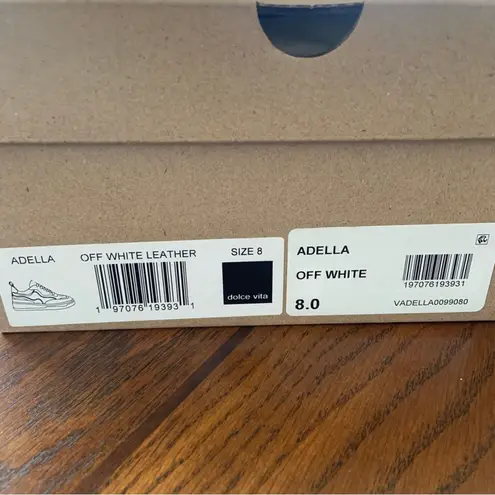 ADELLA OFF WHITE LEATHER SIZE 8
1 97076 19393 1
dolce vita
ADELLA
OFF WHITE
197076193931
8.0 VADELLA0099080